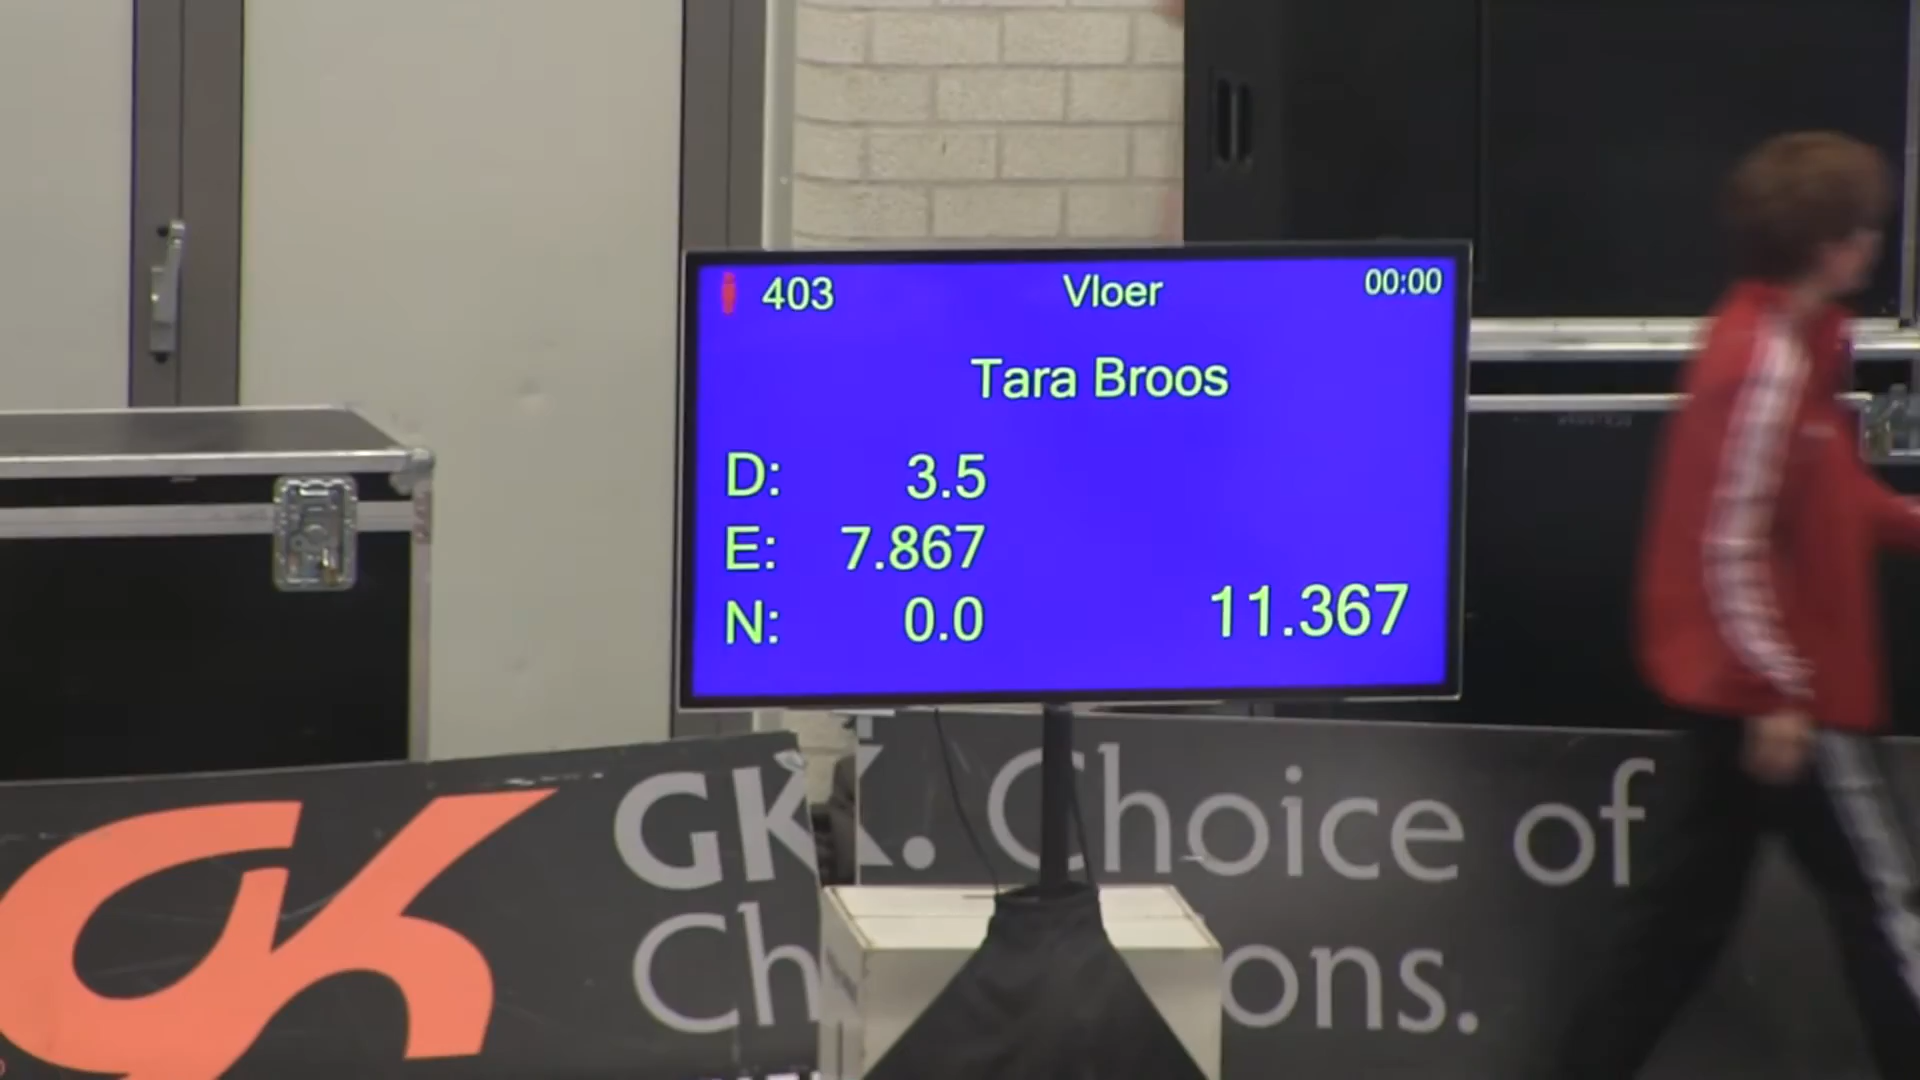 403 Vloer 00:00
Tara Broos
D: 3.5
E: 7.867
N: 0.0 11.367
GK
GK
Choice of
Ch
ons.